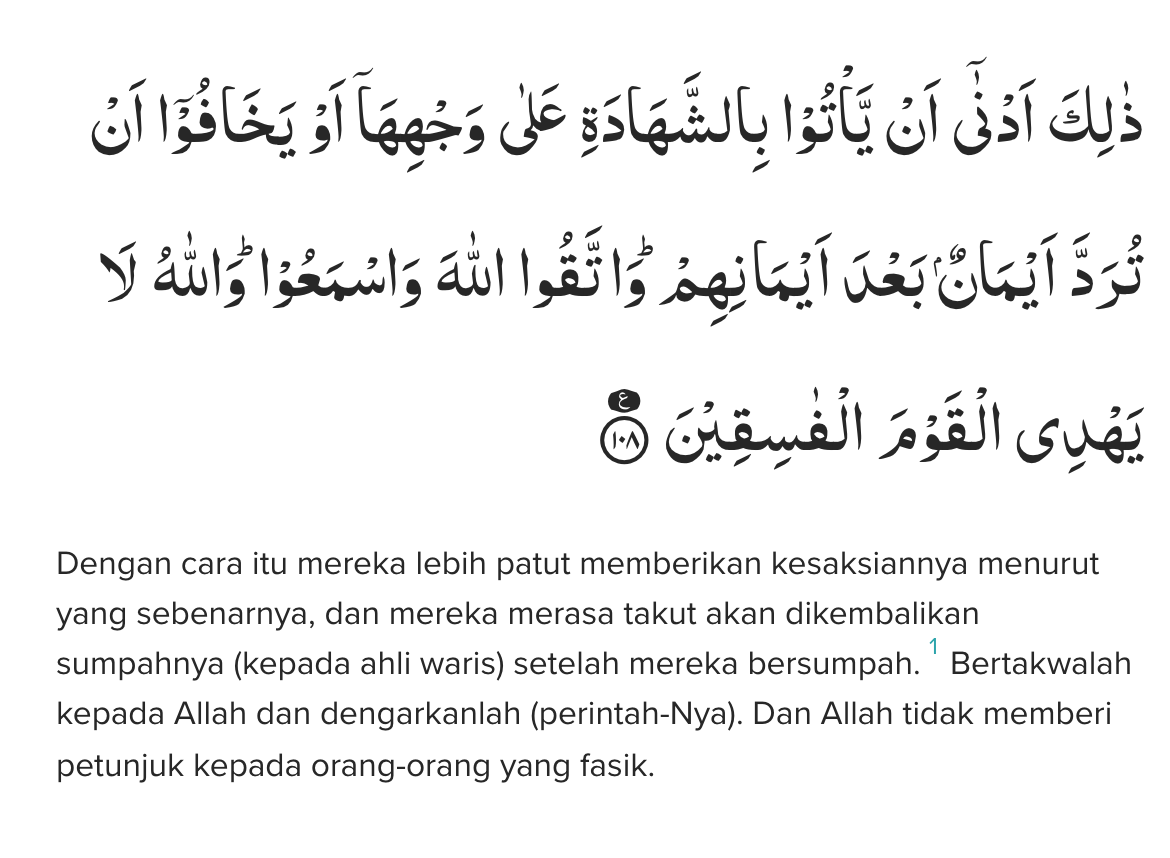 ذٰلِكَ اَدْنٰٓى اَنْ يَّأْتُوْا بِالشَّهَادَةِ عَلٰى وَجْهِهَآ اَوْ يَخَافُوْٓا اَنْ
تُرَدَّ اَيْمَانٌۢ بَعْدَ اَيْمَانِهِمْ ۗوَاتَّقُوا اللّٰهَ وَاسْمَعُوْا ۗوَاللّٰهُ لَا
يَهْدِى الْقَوْمَ الْفٰسِقِيْنَ ࣖ ١٠٨
Dengan cara itu mereka lebih patut memberikan kesaksiannya menurut
yang sebenarnya, dan mereka merasa takut akan dikembalikan
sumpahnya (kepada ahli waris) setelah mereka bersumpah. 1 Bertakwalah
kepada Allah dan dengarkanlah (perintah-Nya). Dan Allah tidak memberi
petunjuk kepada orang-orang yang fasik.